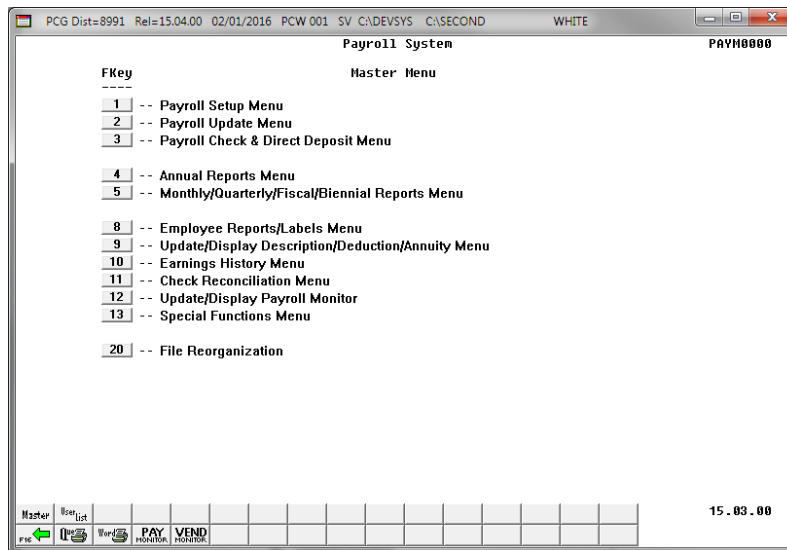 PCG Dist=8991 Rel=15.04.00 02/01/2016 PCW 001 SV C:\DEVSYS C:\SECOND WHITE
Payroll System PAYM0000
FKey Master Menu
----
1 -- Payroll Setup Menu
2 -- Payroll Update Menu
3 -- Payroll Check & Direct Deposit Menu
4 -- Annual Reports Menu
5 -- Monthly/Quarterly/Fiscal/Biennial Reports Menu
8 -- Employee Reports/Labels Menu
9 -- Update/Display Description/Deduction/Annuity Menu
10 -- Earnings History Menu
11 -- Check Reconciliation Menu
12 -- Update/Display Payroll Monitor
13 -- Special Functions Menu
20 -- File Reorganization
Master User list 15.03.00
F16 Que Word PAY MONITOR VEND MONITOR